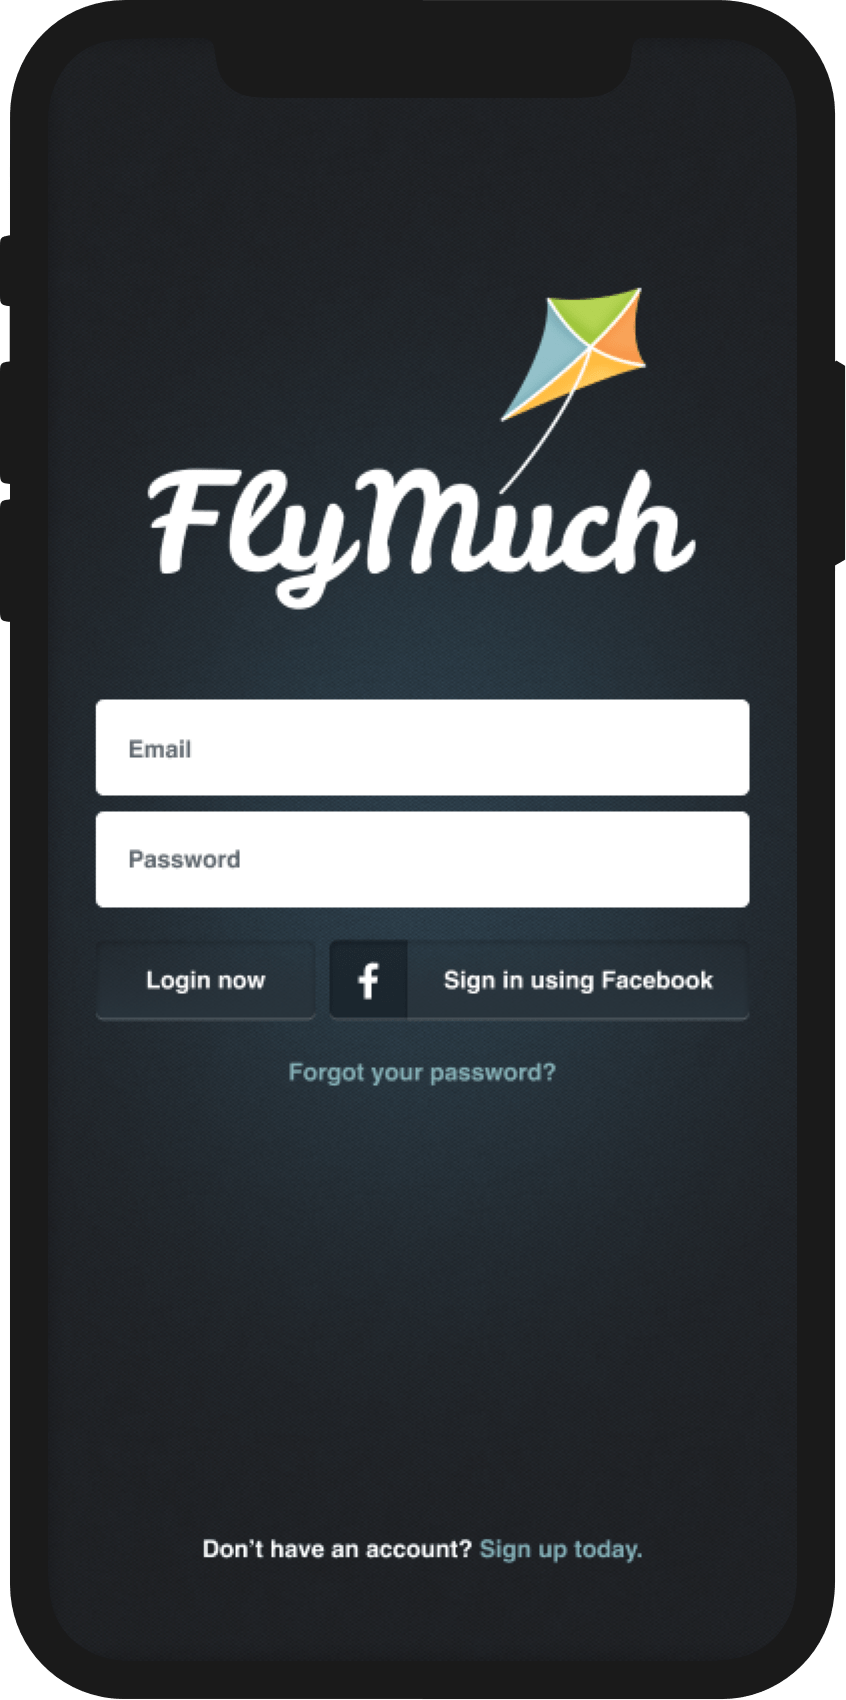 FlyMuch
Email
Password
Login now
Sign in using Facebook
Forgot your password?
Don’t have an account? Sign up today.